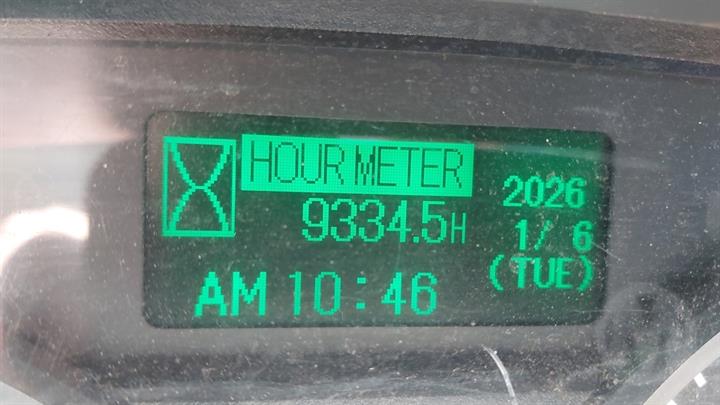 HOUR METER
9334.5H
2026
1/ 6
(TUE)
AM 10:46